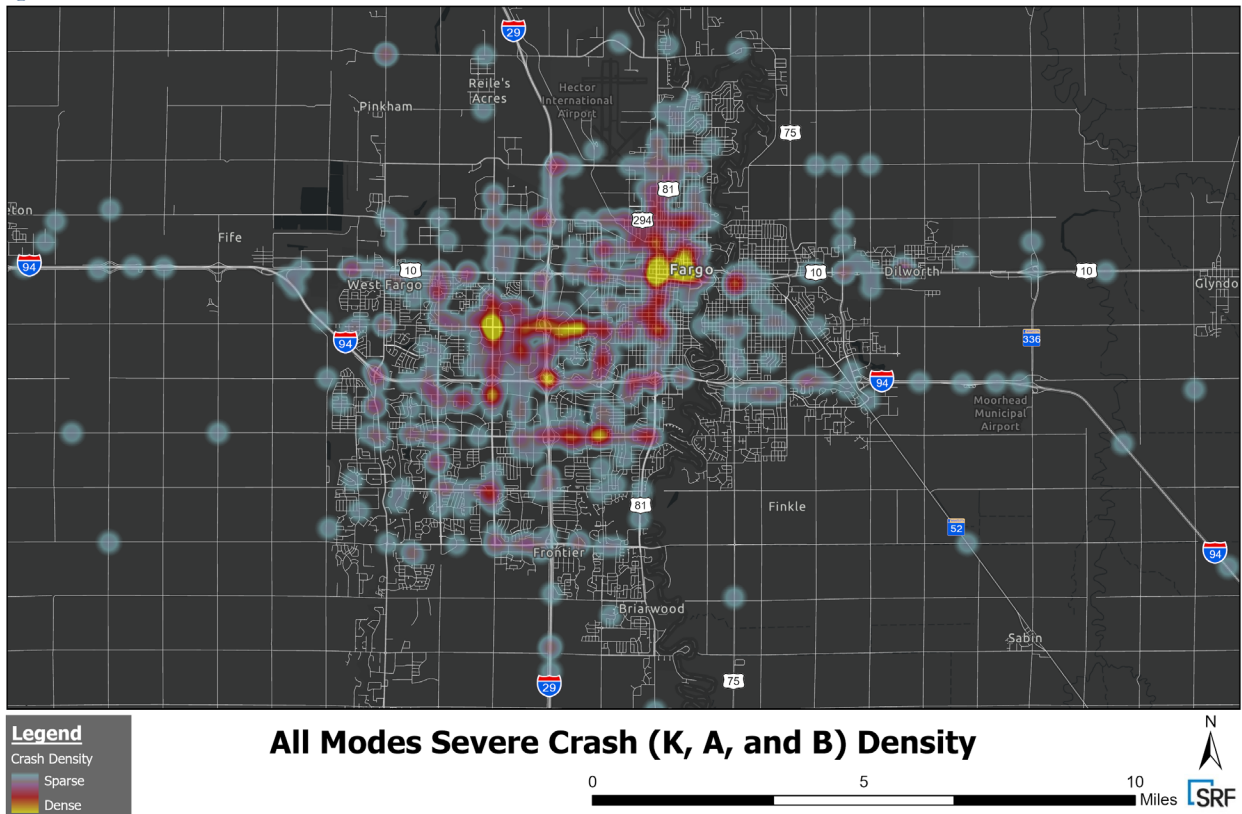 29
Reile's
Acres
Hector
International
Airport
Pinkham
75
81
eton
294
Fife
94
10
Fargo
10
Dilworth
10
West Fargo
Glyndo
94
336
94
Moorhead
Municipal
Airport
81
Finkle
52
94
Frontier
Briarwood
Sabin
29
75
Legend
Crash Density
Sparse
Dense
All Modes Severe Crash (K, A, and B) Density
0
5
10
Miles
N
SRF